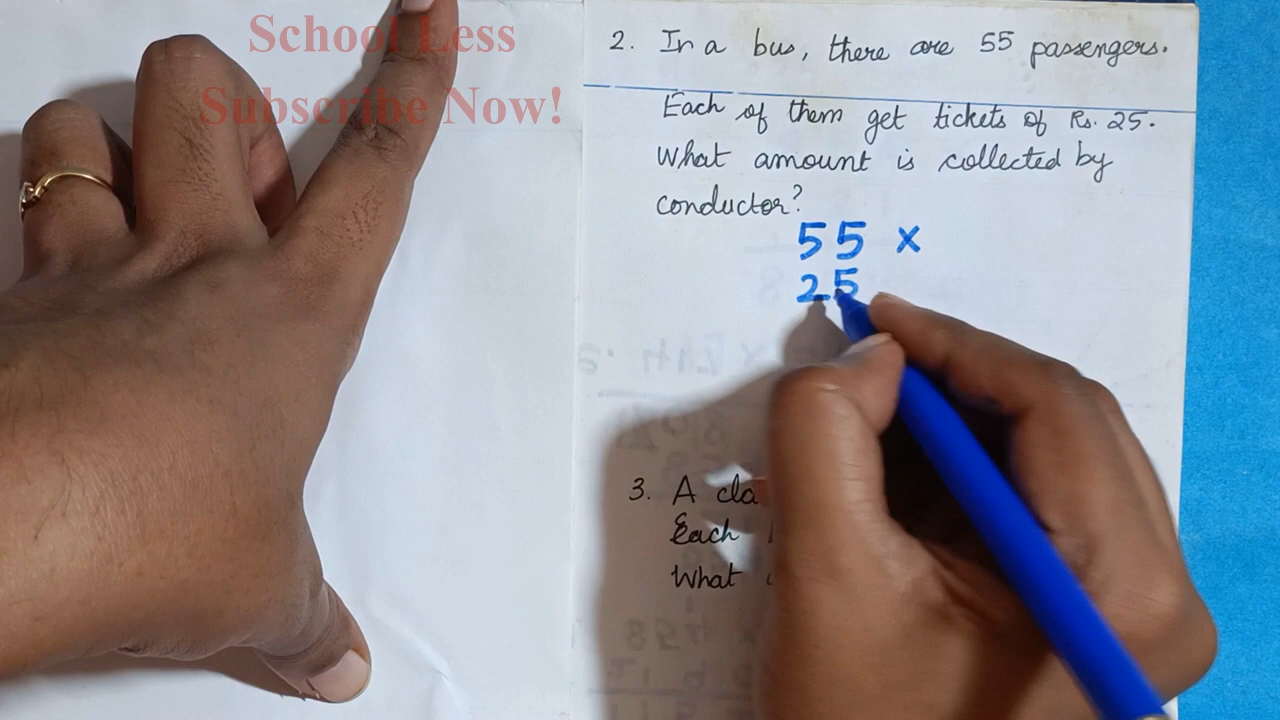 School Less
Subscribe Now!
2. In a bus, there are 55 passengers.
Each of them get tickets of Rs. 25.
What amount is collected by
conductor?
55 x
25
3. A cla
Each
What